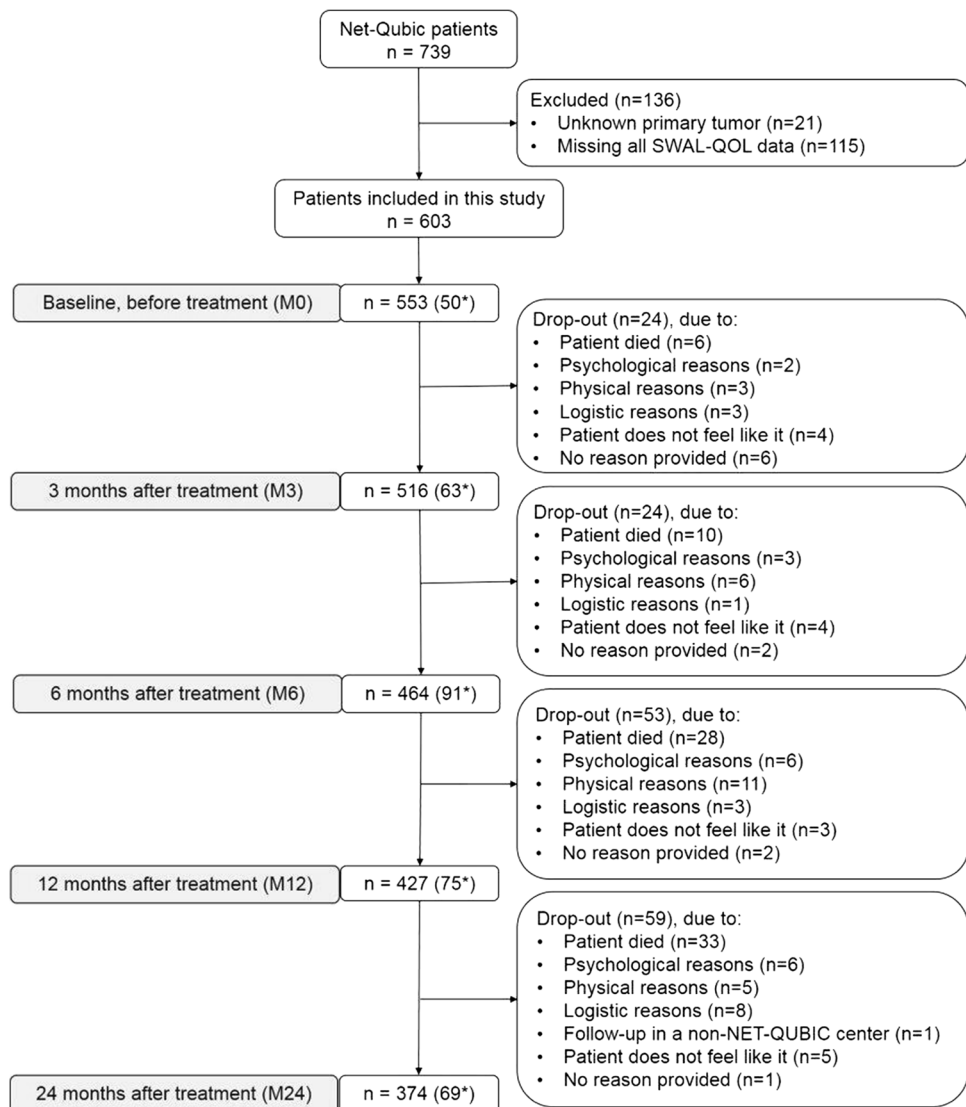 Net-Qubic patients
n = 739
Excluded (n=136)
• Unknown primary tumor (n=21)
• Missing all SWAL-QOL data (n=115)
Patients included in this study
n = 603
Baseline, before treatment (M0)
n = 553 (50*)
Drop-out (n=24), due to:
• Patient died (n=6)
• Psychological reasons (n=2)
• Physical reasons (n=3)
• Logistic reasons (n=3)
• Patient does not feel like it (n=4)
• No reason provided (n=6)
3 months after treatment (M3)
n = 516 (63*)
Drop-out (n=24), due to:
• Patient died (n=10)
• Psychological reasons (n=3)
• Physical reasons (n=6)
• Logistic reasons (n=1)
• Patient does not feel like it (n=4)
• No reason provided (n=2)
6 months after treatment (M6)
n = 464 (91*)
Drop-out (n=53), due to:
• Patient died (n=28)
• Psychological reasons (n=6)
• Physical reasons (n=11)
• Logistic reasons (n=3)
• Patient does not feel like it (n=3)
• No reason provided (n=2)
12 months after treatment (M12)
n = 427 (75*)
Drop-out (n=59), due to:
• Patient died (n=33)
• Psychological reasons (n=6)
• Physical reasons (n=5)
• Logistic reasons (n=8)
• Follow-up in a non-NET-QUBIC center (n=1)
• Patient does not feel like it (n=5)
• No reason provided (n=1)
24 months after treatment (M24)
n = 374 (69*)